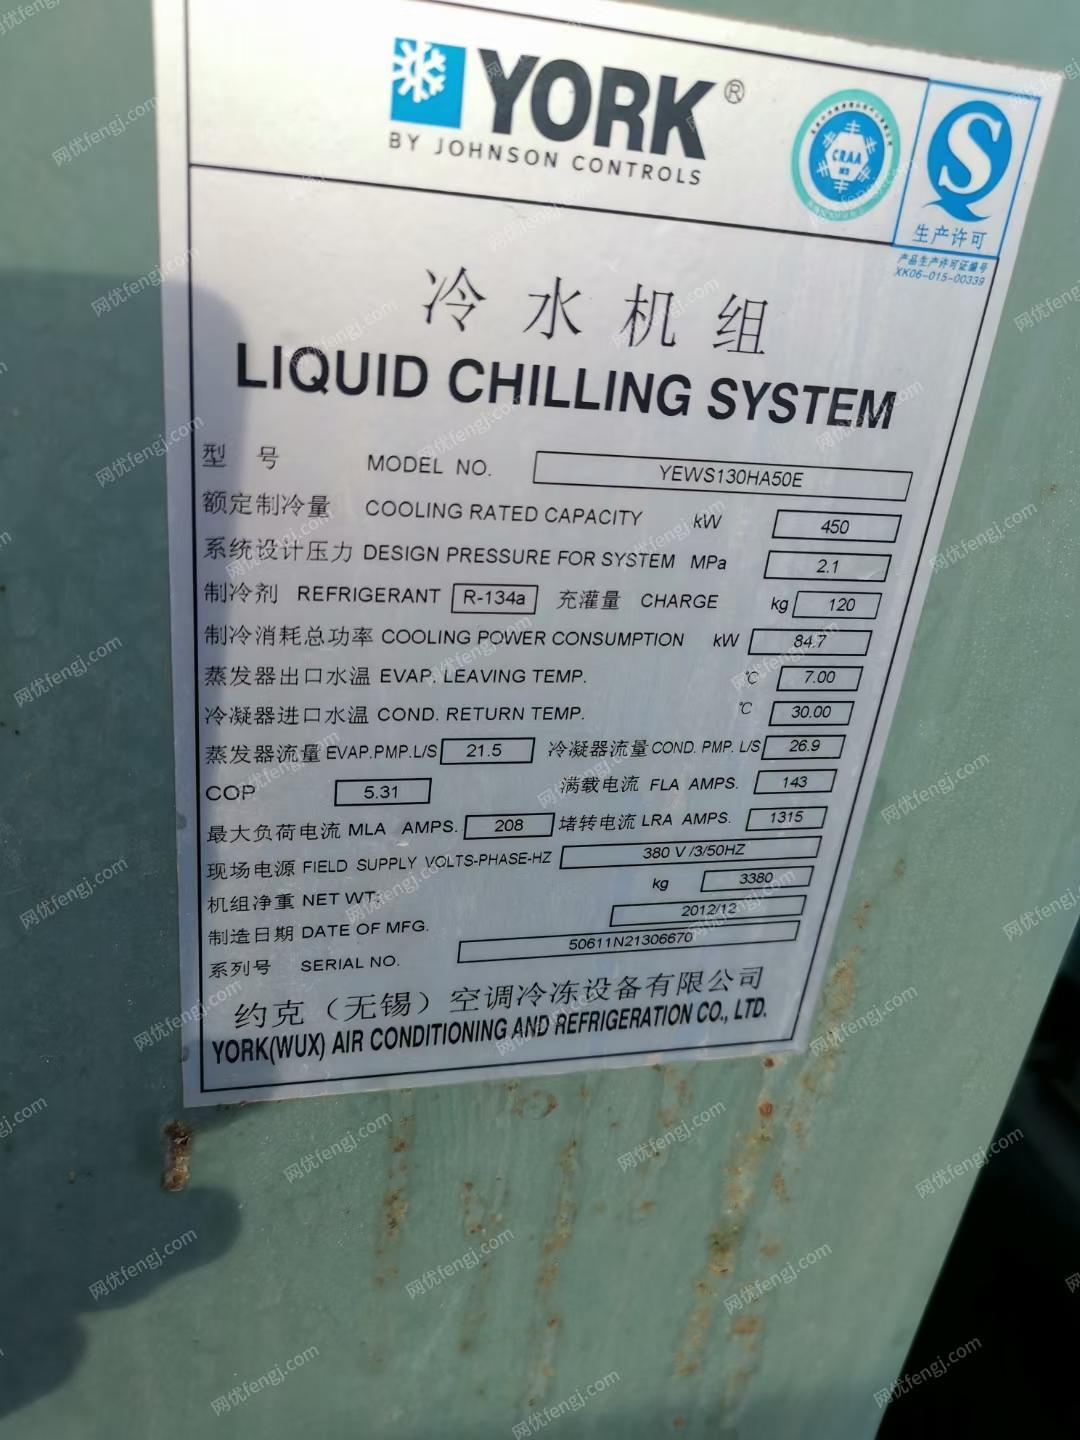 YORK®
BY JOHNSON CONTROLS
CRAA
生产许可
产品生产许可证编号
XK06-015-00339
冷水机组
LIQUID CHILLING SYSTEM
型号 MODEL NO. YEWS130HA50E
额定制冷量 COOLING RATED CAPACITY kW 450
系统设计压力 DESIGN PRESSURE FOR SYSTEM MPa 2.1
制冷剂 REFRIGERANT R-134a 充灌量 CHARGE kg 120
制冷消耗总功率 COOLING POWER CONSUMPTION kW 84.7
蒸发器出口水温 EVAP. LEAVING TEMP. ℃ 7.00
冷凝器进口水温 COND. RETURN TEMP. ℃ 30.00
蒸发器流量 EVAP.PMP.L/S 21.5 冷凝器流量 COND. PMP. L/S 26.9
COP 5.31 满载电流 FLA AMPS. 143
最大负荷电流 MLA AMPS. 208 堵转电流 LRA AMPS. 1315
现场电源 FIELD SUPPLY VOLTS-PHASE-HZ 380 V /3/50HZ
机组净重 NET WT. kg 3380
制造日期 DATE OF MFG. 2012/12
系列号 SERIAL NO. 50611N21306670
约克（无锡）空调冷冻设备有限公司
YORK(WUX) AIR CONDITIONING AND REFRIGERATION CO., LTD.
网优fengj.com